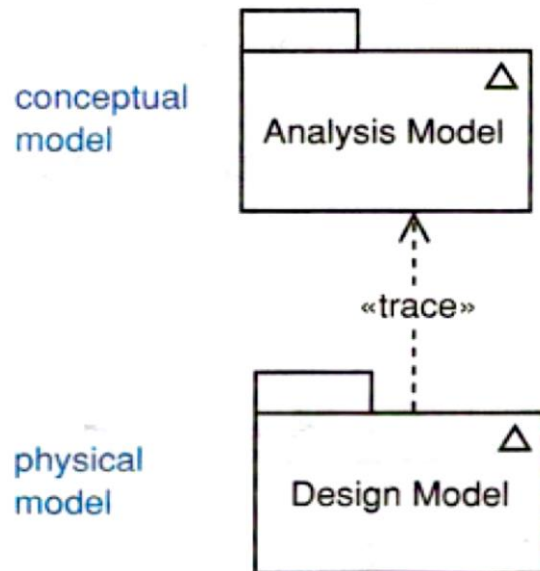 conceptual
model
Analysis Model
«trace»
physical
model
Design Model